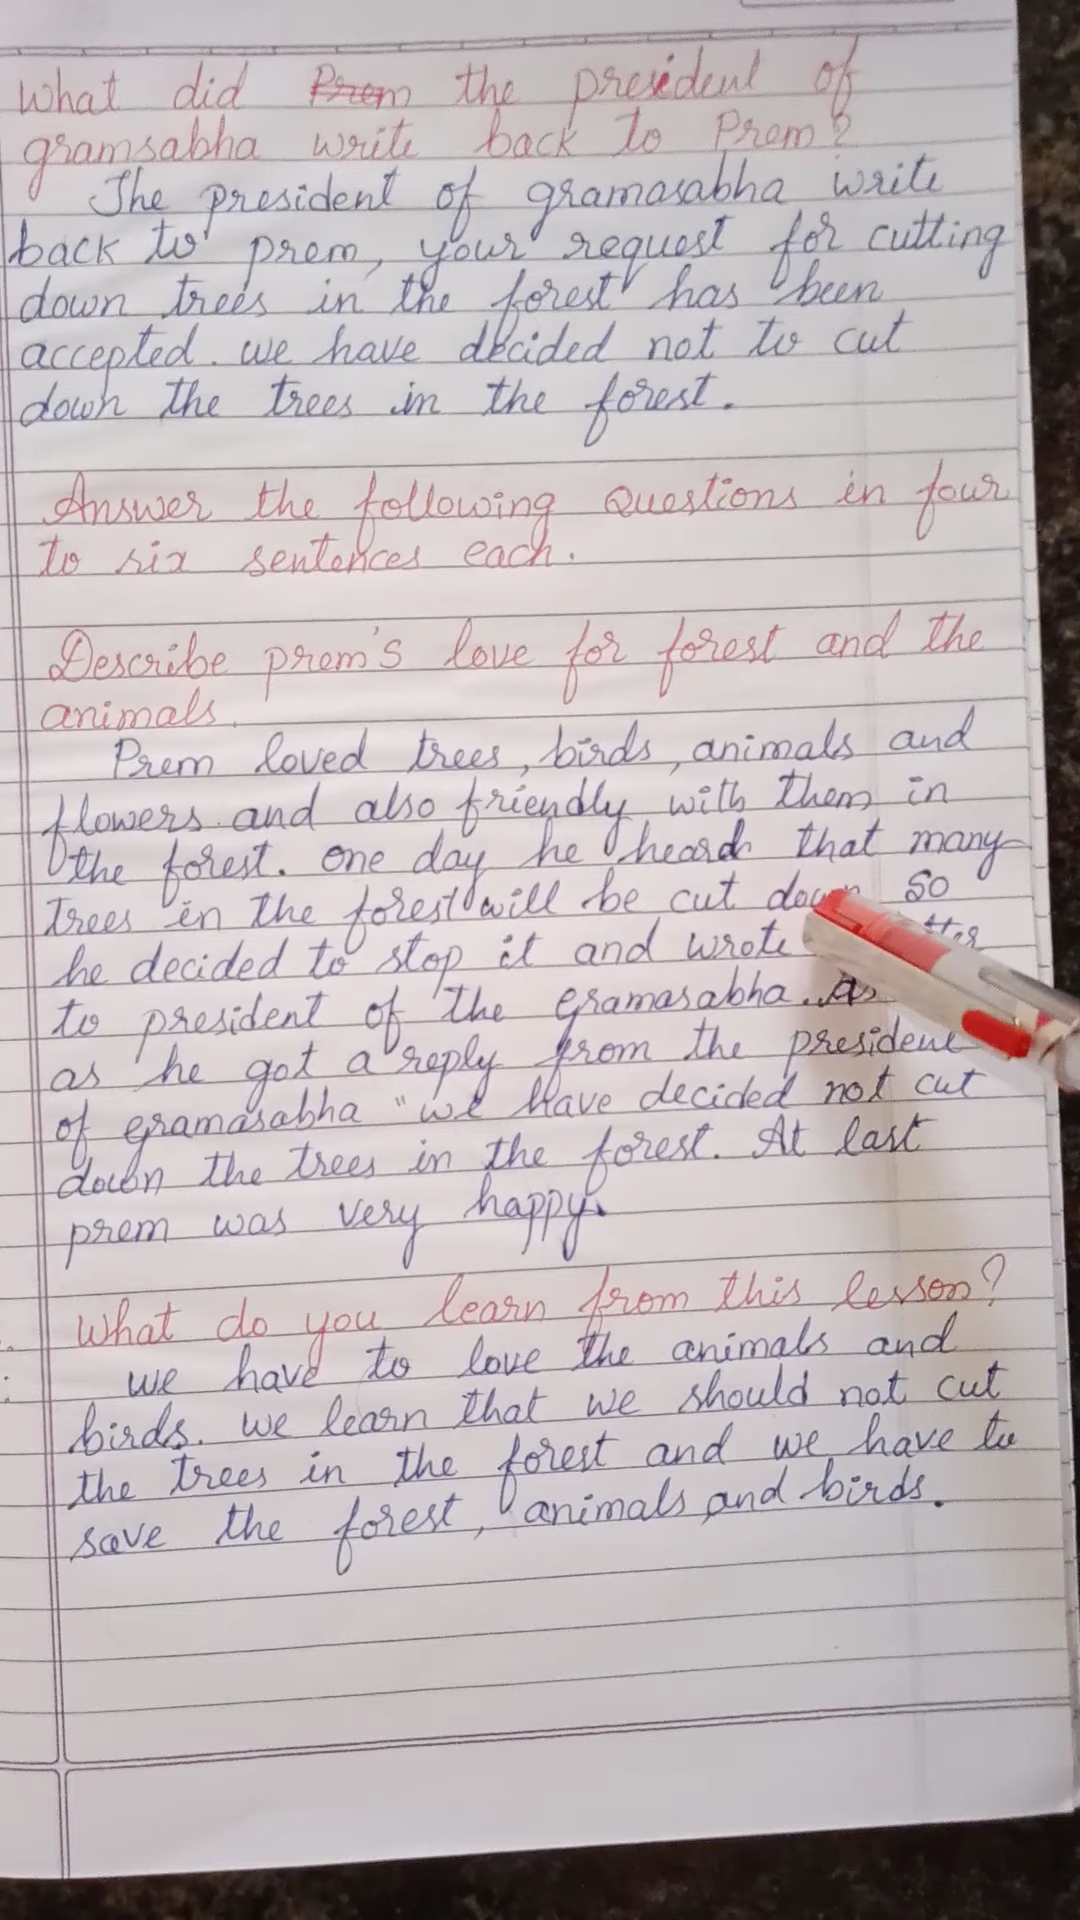 What did Prem the president of
gramsabha write back to Prem?
The president of gramasabha write
back to prem, your request for cutting
down trees in the forest has been
accepted. we have decided not to cut
down the trees in the forest.
Answer the following Questions in four
to six sentences each.
Describe prem's love for forest and the
animals.
Prem loved trees, birds, animals and
flowers and also friendly with them in
the forest. One day he heard that many
trees in the forest will be cut down so
he decided to stop it and wrote
to president of the gramasabha. As
as he got a reply from the president
of gramasabha "we have decided not cut
down the trees in the forest. At last
prem was very happy.
What do you learn from this lesson?
we have to love the animals and
birds. we learn that we should not cut
the trees in the forest and we have to
save the forest, animals and birds.